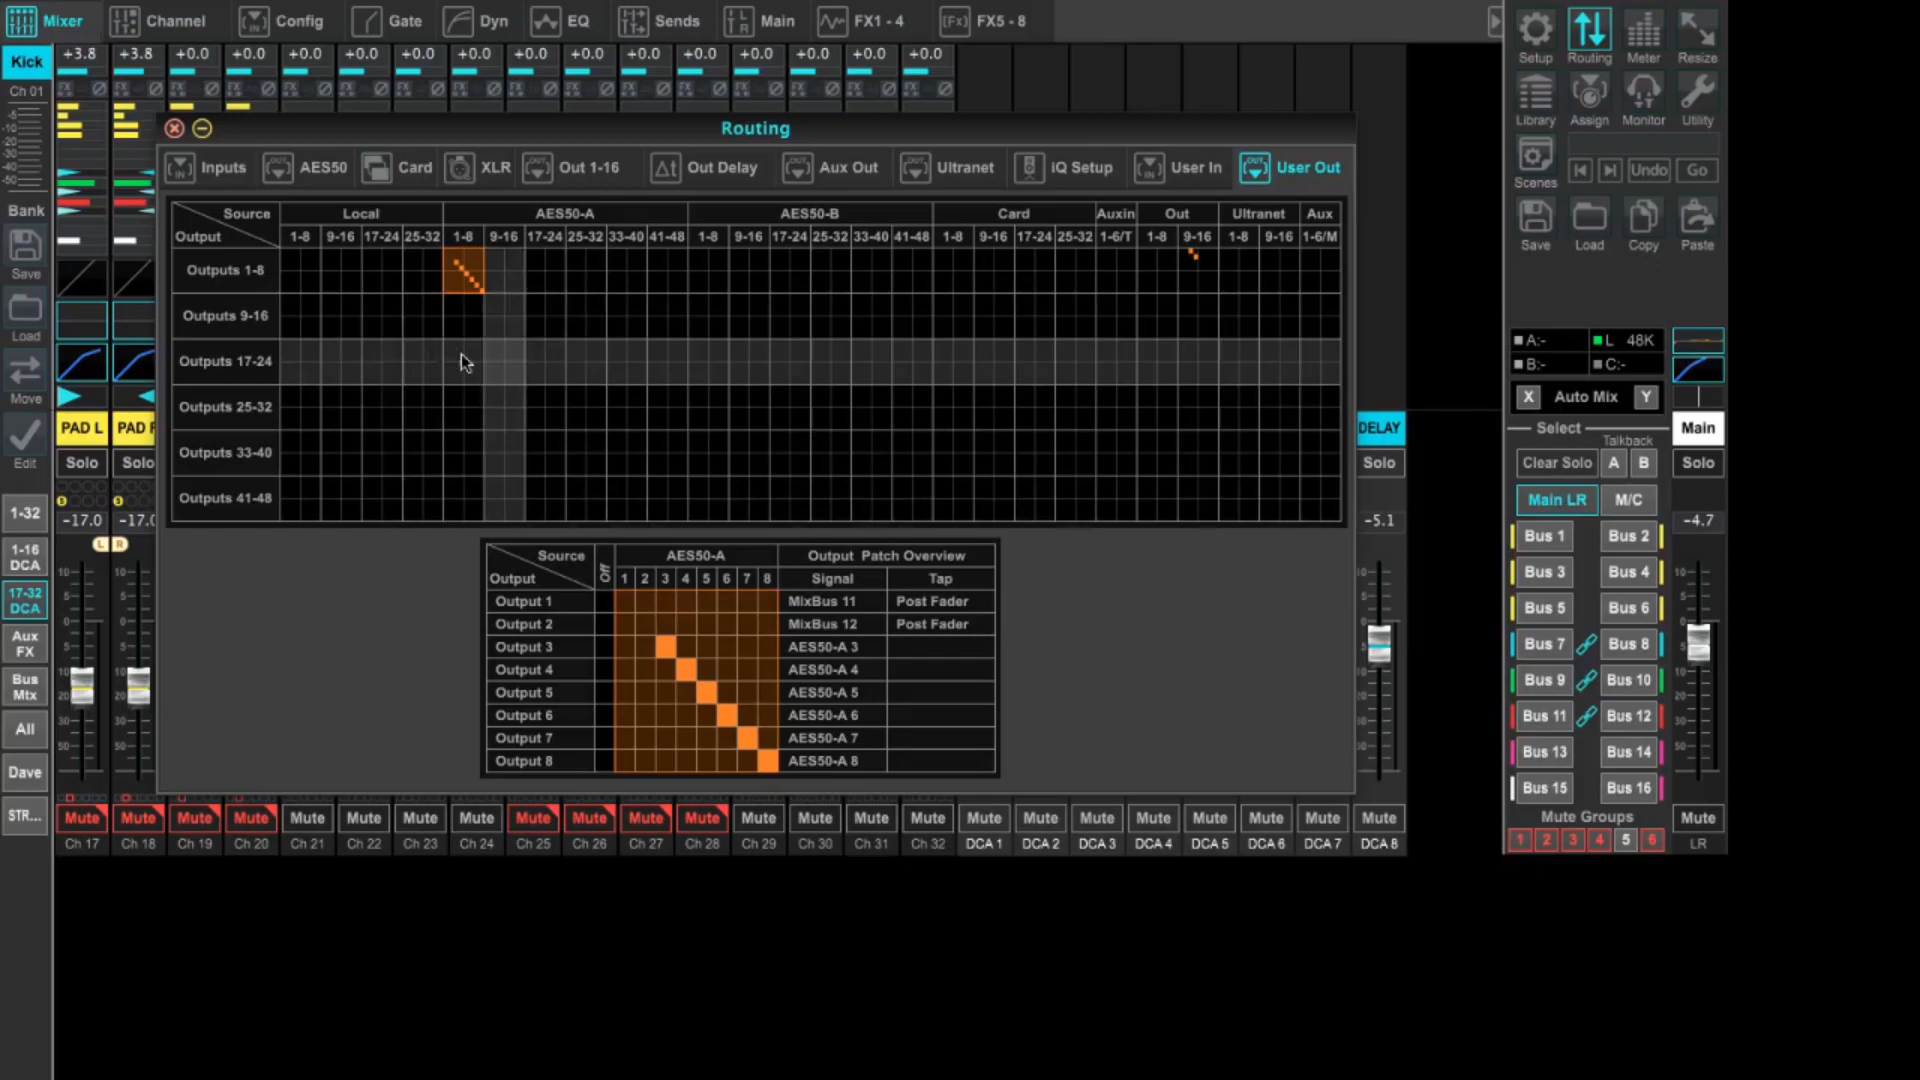 Mixer Channel Config Gate Dyn EQ Sends Main FX1 - 4 FX5 - 8
Kick +3.8 +3.8 +0.0 +0.0 +0.0 +0.0 +0.0 +0.0 +0.0 +0.0 +0.0 +0.0 +0.0 +0.0 +0.0 +0.0
Ch 01
Setup Routing Meter Resize
Library Assign Monitor Utility
Scenes Undo Go
Save Load Copy Paste
Routing
Inputs AES50 Card XLR Out 1-16 Out Delay Aux Out Ultranet IQ Setup User In User Out
Source Local AES50-A AES50-B Card Auxin Out Ultranet Aux
Output 1-8 9-16 17-24 25-32 1-8 9-16 17-24 25-32 33-40 41-48 1-8 9-16 17-24 25-32 33-40 41-48 1-8 9-16 17-24 25-32 1-6/T 1-8 9-16 1-8 9-16 1-6/M
Outputs 1-8
Outputs 9-16
Outputs 17-24
Outputs 25-32
Outputs 33-40
Outputs 41-48
Source Off AES50-A Output Patch Overview
Output 1 2 3 4 5 6 7 8 Signal Tap
Output 1 MixBus 11 Post Fader
Output 2 MixBus 12 Post Fader
Output 3 AES50-A 3
Output 4 AES50-A 4
Output 5 AES50-A 5
Output 6 AES50-A 6
Output 7 AES50-A 7
Output 8 AES50-A 8
Bank
Save
Load
Move
Edit
1-32
1-16
DCA
17-32
DCA
Aux
FX
Bus
Mtx
All
Dave
STR...
PAD L PAD
Solo Solo
-17.0 -17.0
L R
DELAY
Solo
-5.1
A:- L 48K
B:- C:-
X Auto Mix Y
Select
Talkback
Clear Solo A B
Main LR M/C
Bus 1 Bus 2
Bus 3 Bus 4
Bus 5 Bus 6
Bus 7 Bus 8
Bus 9 Bus 10
Bus 11 Bus 12
Bus 13 Bus 14
Bus 15 Bus 16
Mute Groups
1 2 3 4 5 6
Main
Solo
-4.7
Mute
LR
Mute Mute Mute Mute Mute Mute Mute Mute Mute Mute Mute Mute Mute Mute Mute Mute Mute Mute Mute Mute Mute Mute Mute Mute
Ch 17 Ch 18 Ch 19 Ch 20 Ch 21 Ch 22 Ch 23 Ch 24 Ch 25 Ch 26 Ch 27 Ch 28 Ch 29 Ch 30 Ch 31 Ch 32 DCA 1 DCA 2 DCA 3 DCA 4 DCA 5 DCA 6 DCA 7 DCA 8